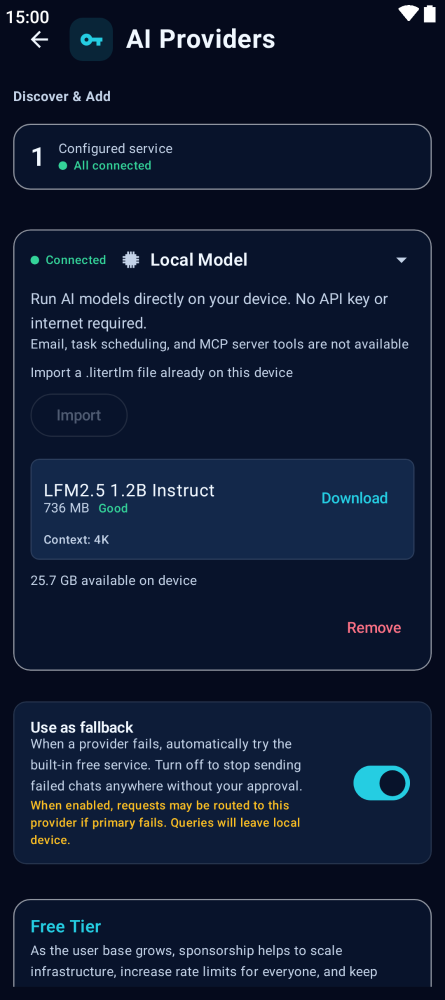 15:00
AI Providers
Discover & Add
1
Configured service
All connected
Connected
Local Model
Run AI models directly on your device. No API key or
internet required.
Email, task scheduling, and MCP server tools are not available
Import a .litertlm file already on this device
Import
LFM2.5 1.2B Instruct
736 MB Good
Download
Context: 4K
25.7 GB available on device
Remove
Use as fallback
When a provider fails, automatically try the
built-in free service. Turn off to stop sending
failed chats anywhere without your approval.
When enabled, requests may be routed to this
provider if primary fails. Queries will leave local
device.
Free Tier
As the user base grows, sponsorship helps to scale
infrastructure, increase rate limits for everyone, and keep